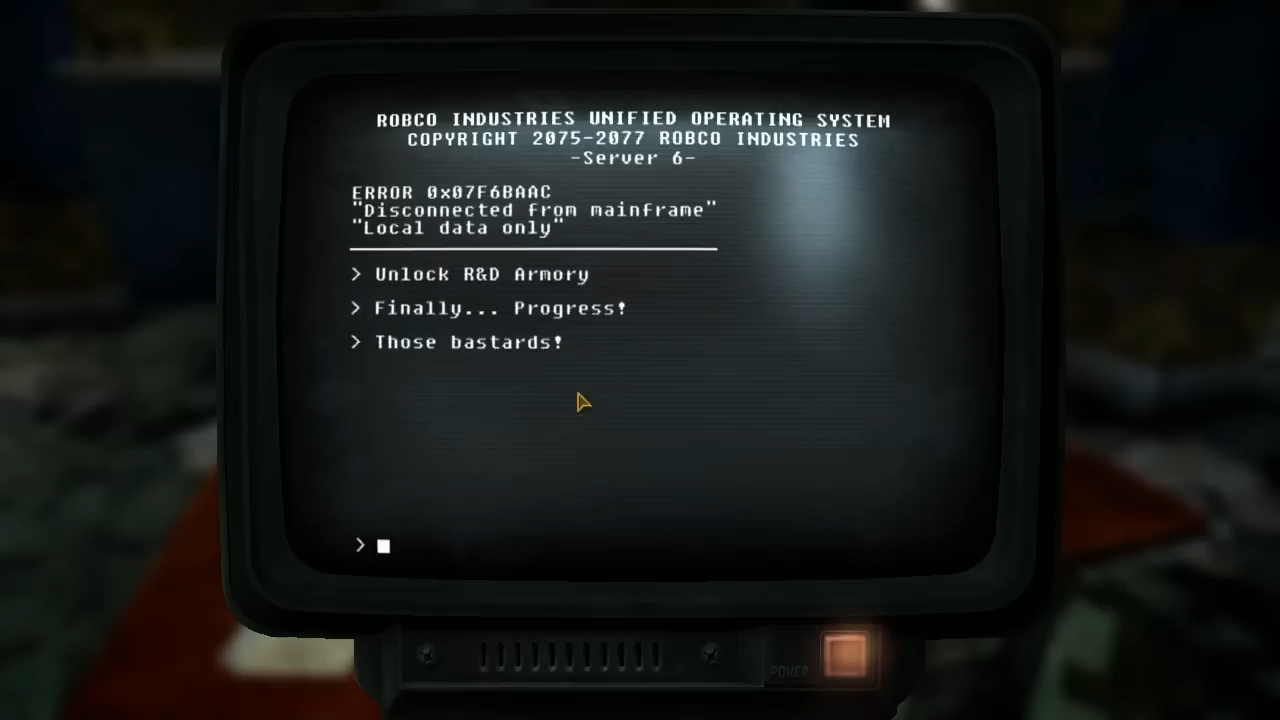 ROBCO INDUSTRIES UNIFIED OPERATING SYSTEM
COPYRIGHT 2075-2077 ROBCO INDUSTRIES
-Server 6-
ERROR 0x07F6BAAC
"Disconnected from mainframe"
"Local data only"
> Unlock R&D Armory
> Finally... Progress!
> Those bastards!
>
POWER